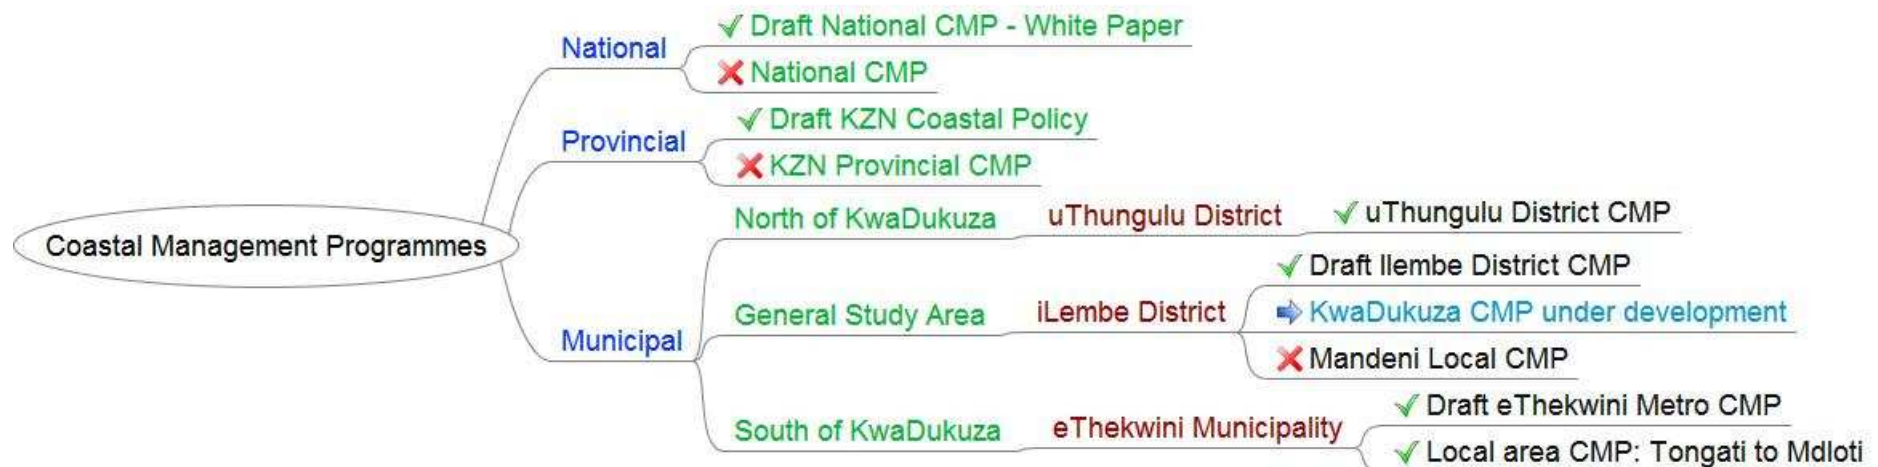 Coastal Management Programmes
National
Draft National CMP - White Paper
National CMP
Provincial
Draft KZN Coastal Policy
KZN Provincial CMP
Municipal
North of KwaDukuza
uThungulu District
uThungulu District CMP
General Study Area
iLembe District
Draft Ilembe District CMP
KwaDukuza CMP under development
Mandeni Local CMP
South of KwaDukuza
eThekwini Municipality
Draft eThekwini Metro CMP
Local area CMP: Tongati to Mdloti